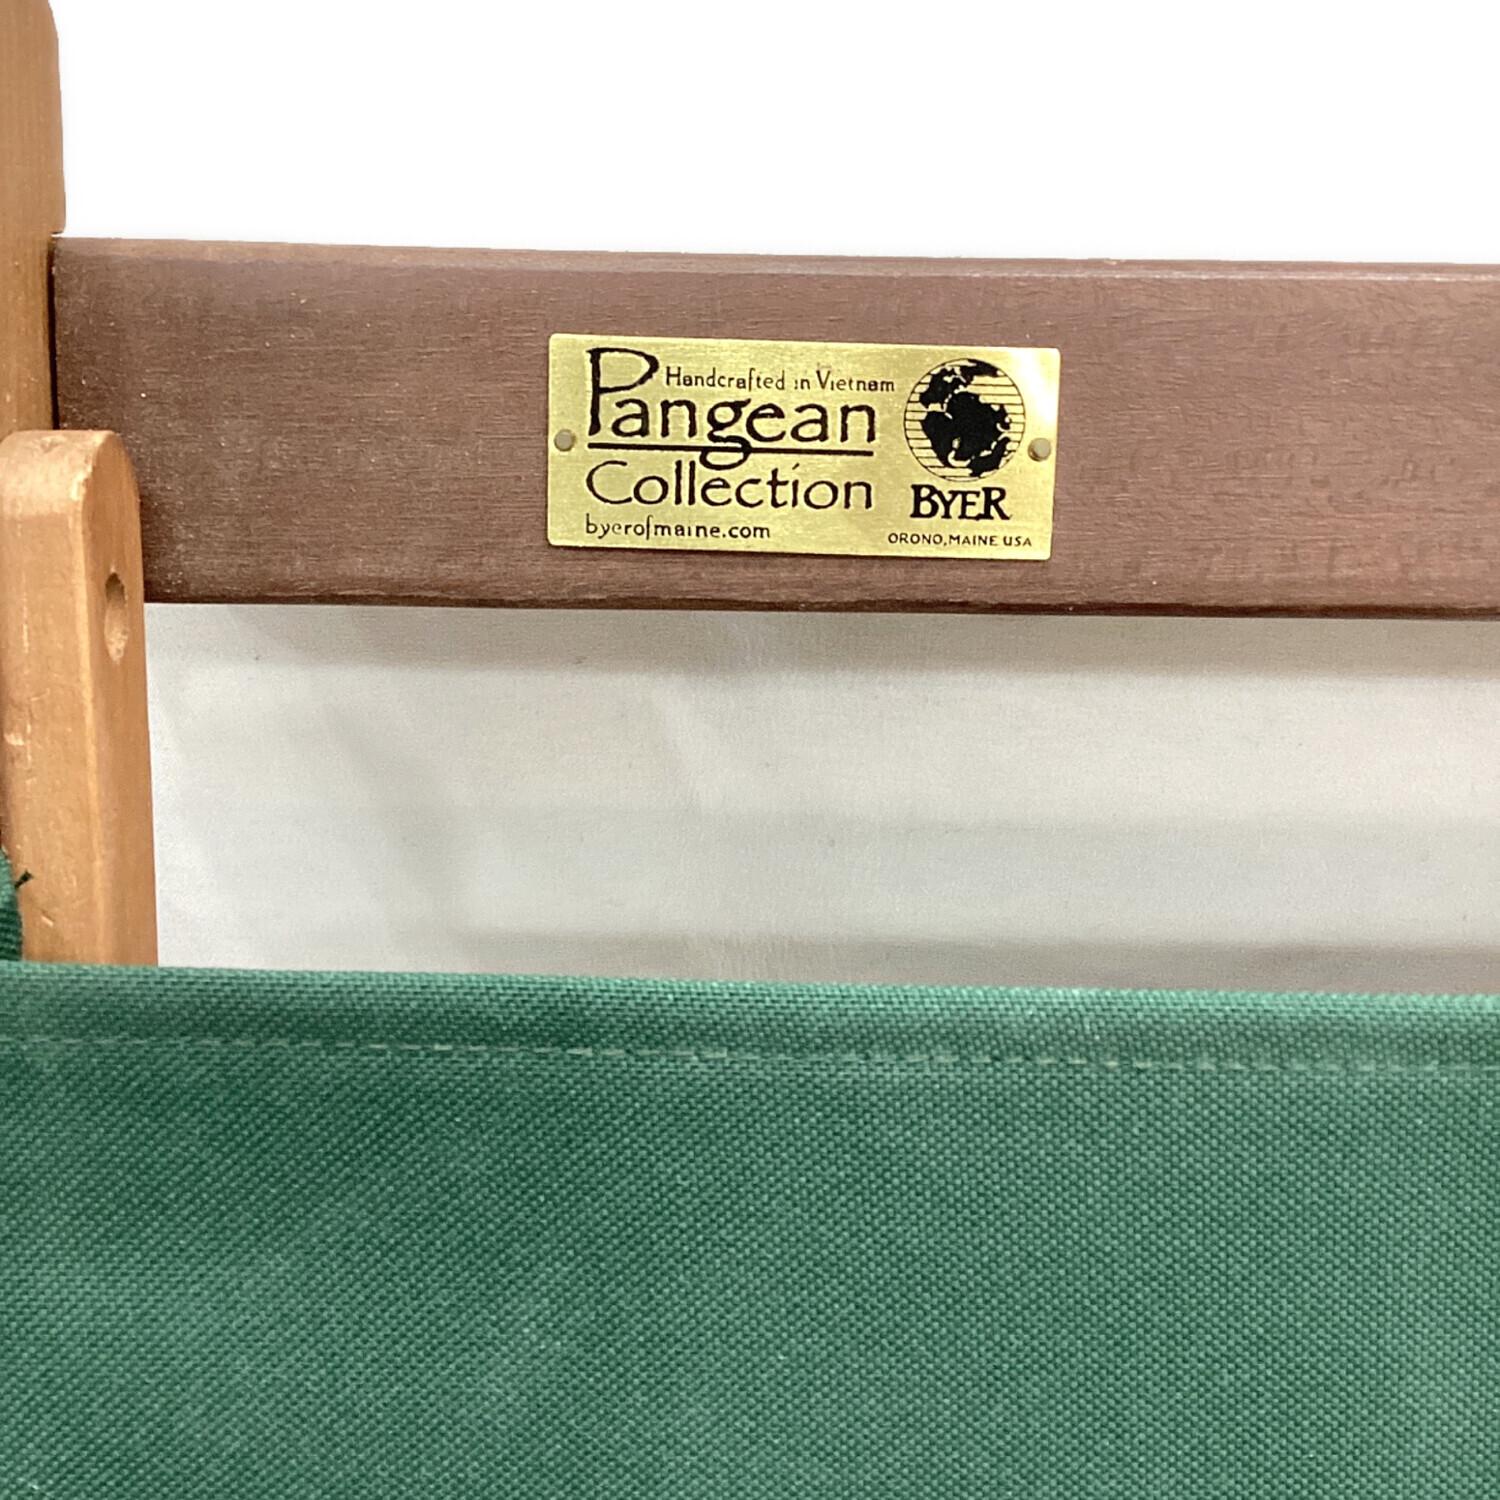 Handcrafted in Vietnam
Pangean
Collection
byerofmaine.com
BYER
ORONO, MAINE USA